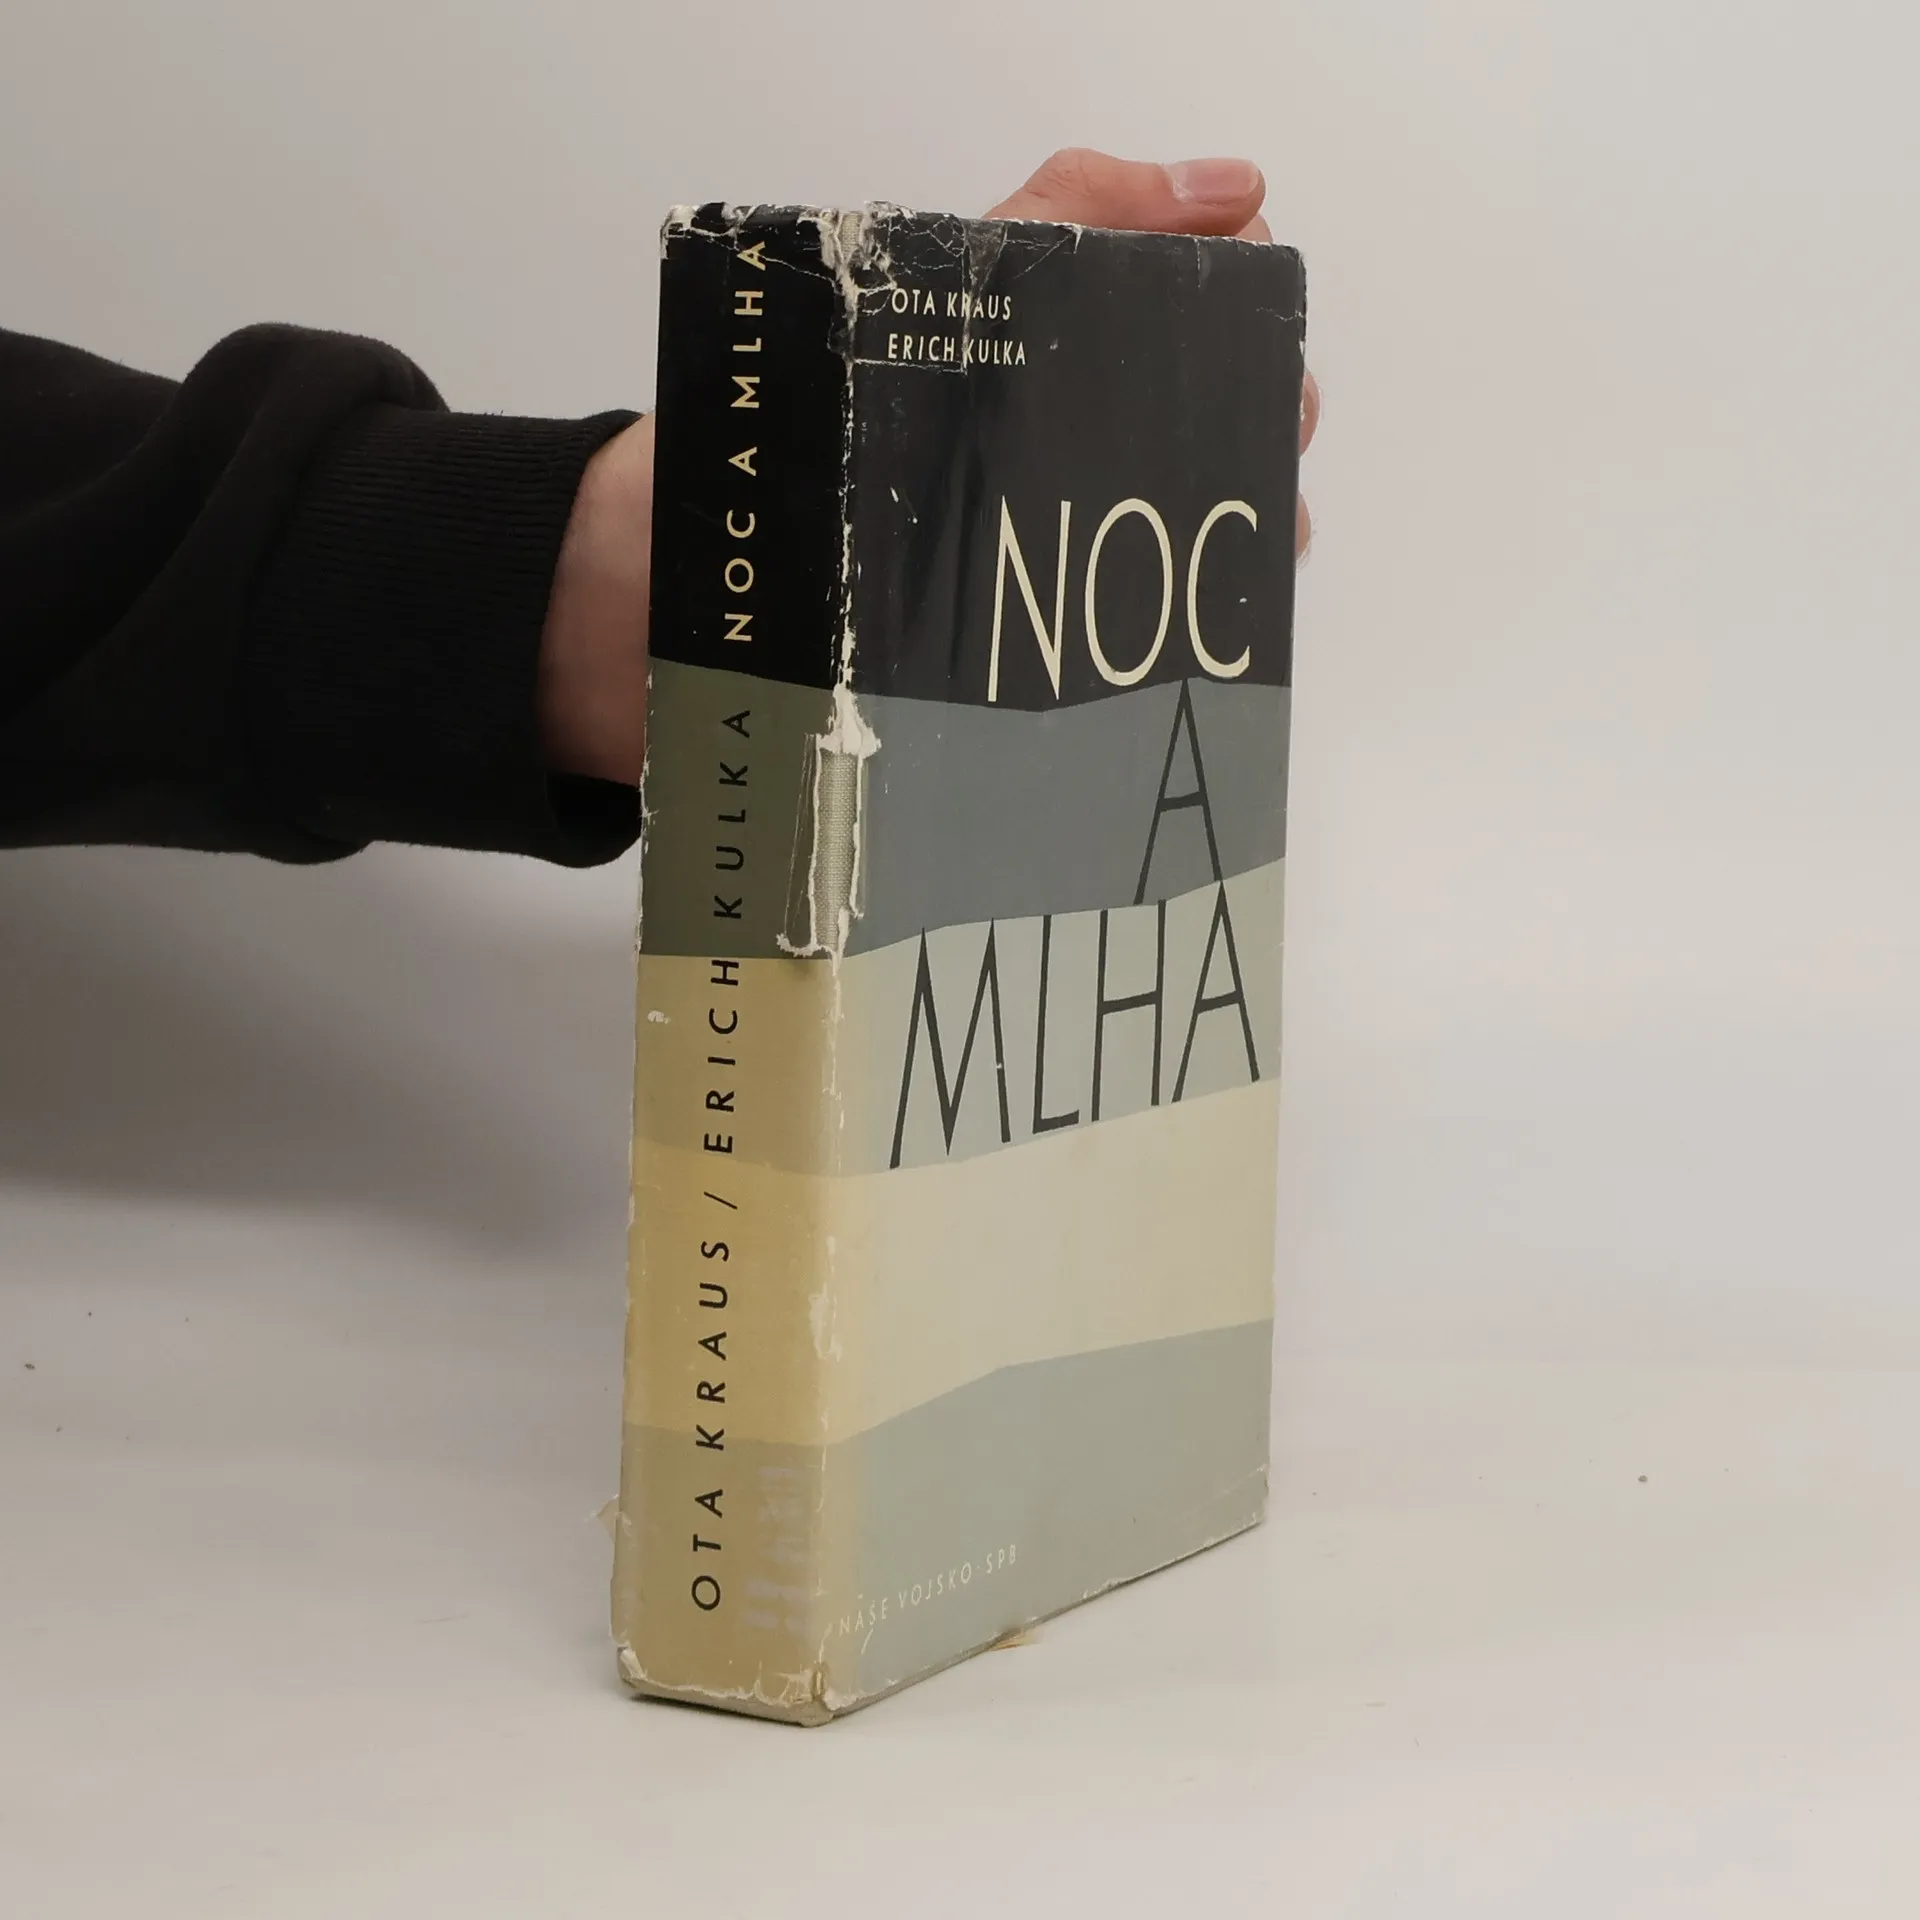 NOC A MLHA
OTA KRAUS / ERICH KULKA
OTA KRAUS
ERICH KULKA
NOC
A
MLHA
NAŠE VOJSKO-SPB